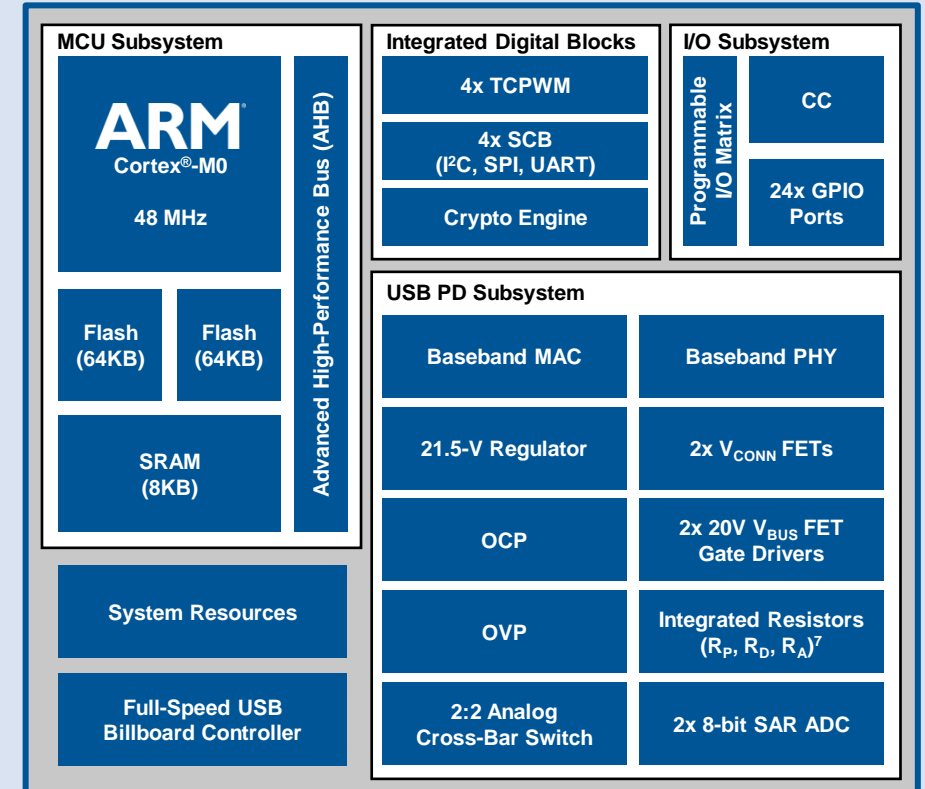 MCU Subsystem
ARM®
Cortex®-M0
48 MHz
Flash
(64KB)
Flash
(64KB)
SRAM
(8KB)
Advanced High-Performance Bus (AHB)
System Resources
Full-Speed USB
Billboard Controller
Integrated Digital Blocks
4x TCPWM
4x SCB
(I²C, SPI, UART)
Crypto Engine
I/O Subsystem
Programmable
I/O Matrix
CC
24x GPIO
Ports
USB PD Subsystem
Baseband MAC
Baseband PHY
21.5-V Regulator
2x VCONN FETs
OCP
2x 20V VBUS FET
Gate Drivers
OVP
Integrated Resistors
(RP, RD, RA)⁷
2:2 Analog
Cross-Bar Switch
2x 8-bit SAR ADC